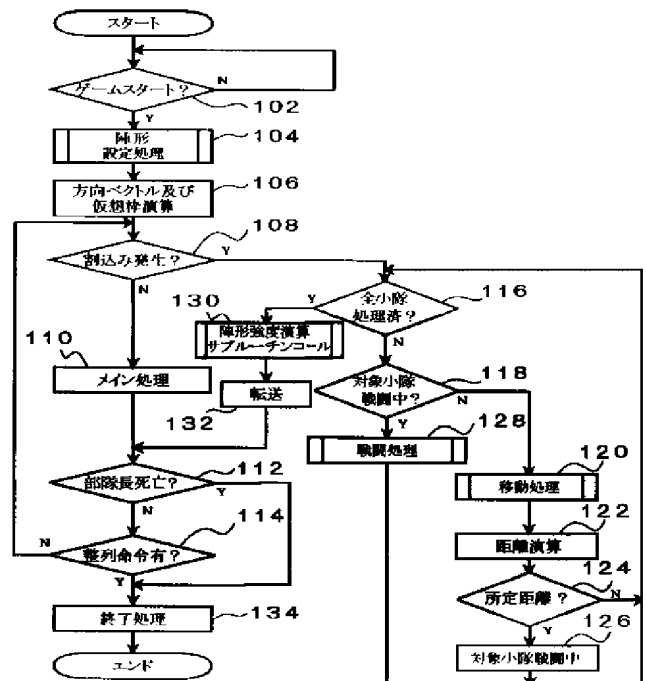 スタート
ゲームスタート?
N
102
Y
陣形
設定処理
104
方向ベクトル及び
仮想枠演算
106
割込み発生?
108
Y
N
全小隊
処理済?
116
Y
N
130
陣形強度演算
サブルーチンコール
110
メイン処理
転送
132
対象小隊
戦闘中?
118
N
Y
128
戦闘処理
120
移動処理
部隊長死亡?
112
Y
N
122
距離演算
整列命令有?
114
N
Y
124
所定距離?
N
Y
126
対象小隊戦闘中
終了処理
134
エンド